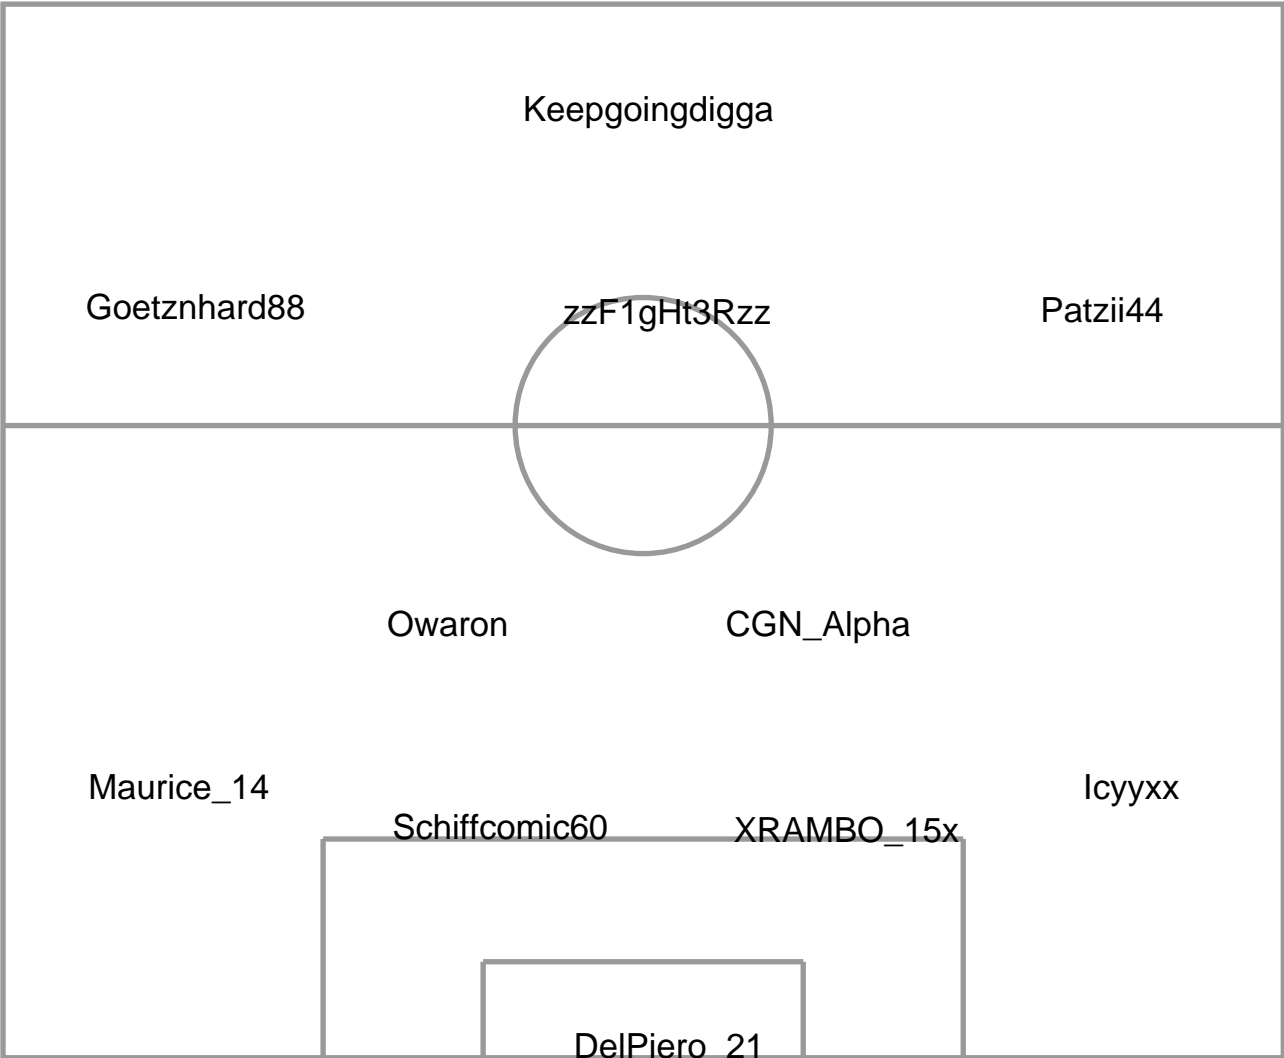 Keepgoingdigga
Goetznhard88 zzF1gHt3Rzz Patzii44
Owaron CGN_Alpha
Maurice_14 Icyyxx
Schiffcomic60 XRAMBO_15x
DelPiero_21